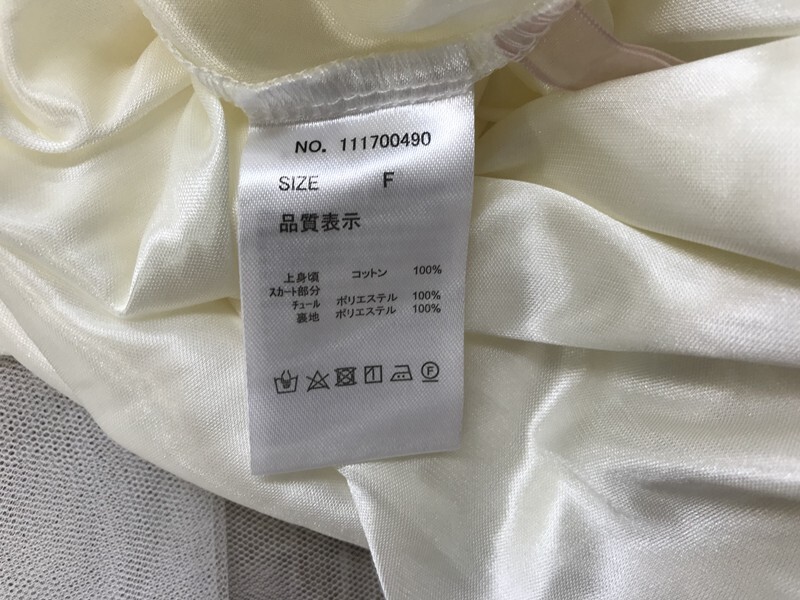 NO. 111700490
SIZE F
品質表示
上身頃 コットン 100%
スカート部分
チュール ポリエステル 100%
裏地 ポリエステル 100%
F